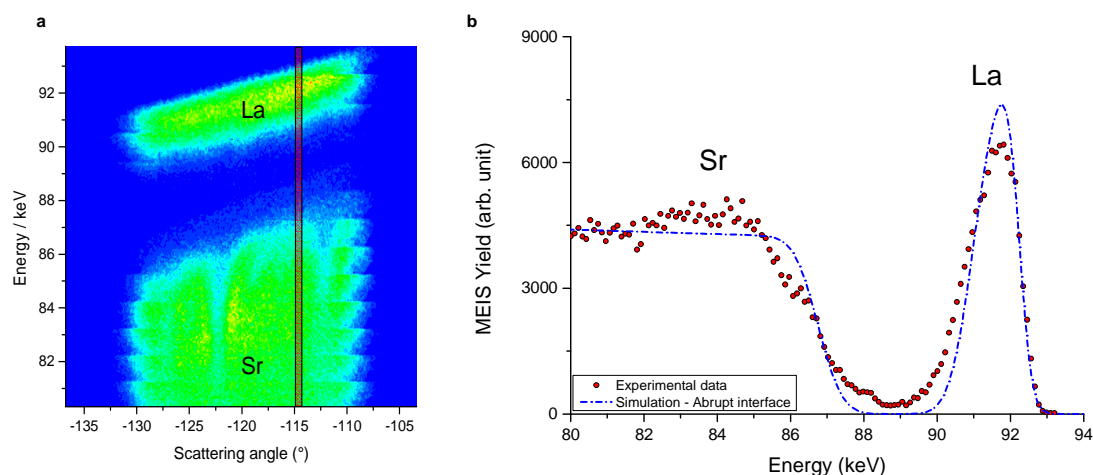 a
Energy / keV
92
90
88
86
84
82
La
Sr
-135 -130 -125 -120 -115 -110 -105
Scattering angle (°)
b
MEIS Yield (arb. unit)
9000
6000
3000
0
Sr
La
Experimental data
Simulation - Abrupt interface
80 82 84 86 88 90 92 94
Energy (keV)